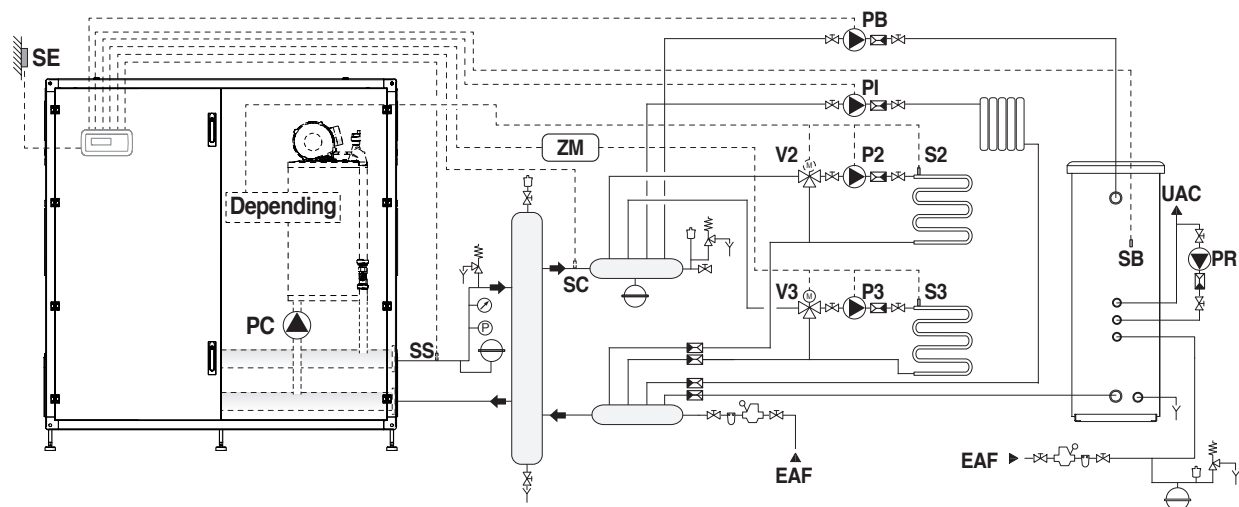 PB
SE
PI
ZM
V2
P2
S2
M
Depending
UAC
SB
PR
SC
V3
P3
S3
M
PC
SS
P
EAF
EAF